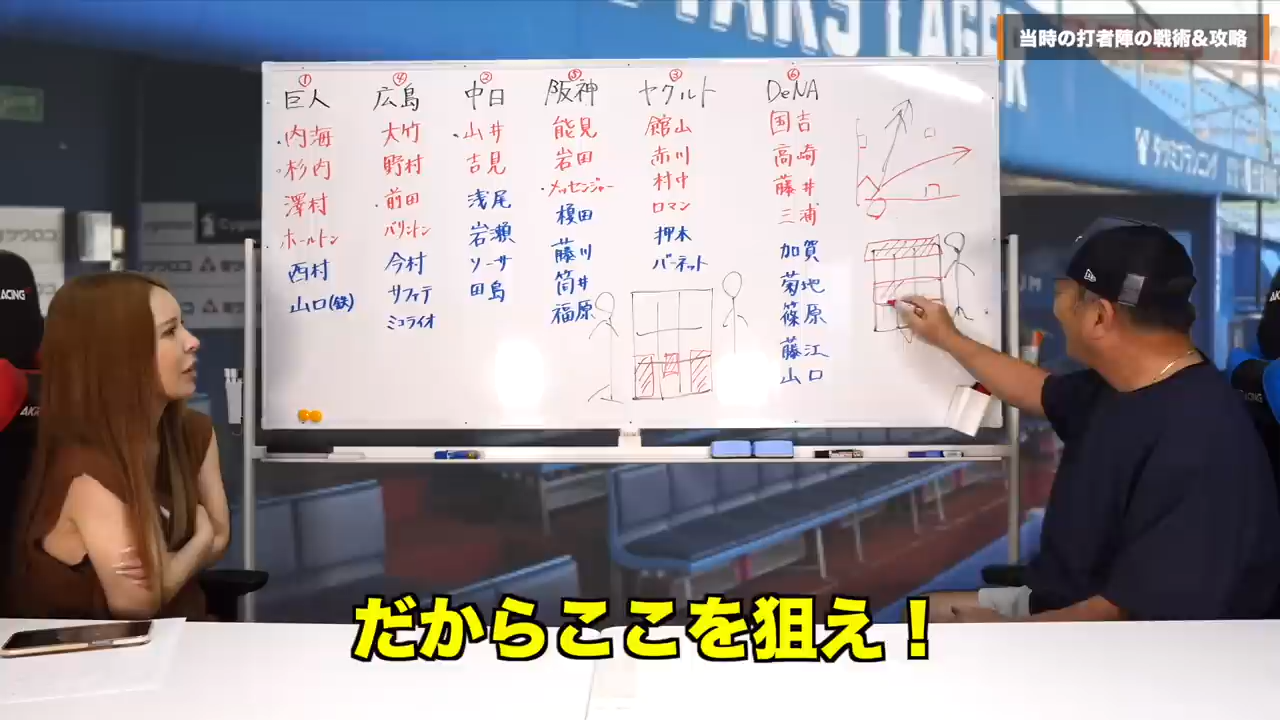 当時の打者陣の戦術&攻略
① 巨人
・内海
・杉内
澤村
ホールトン
西村
山口(鉄)
④ 広島
大竹
野村
・前田
バリントン
今村
サファテ
ミコライオ
② 中日
・山井
吉見
浅尾
岩瀬
ソーサ
田島
⑤ 阪神
能見
岩田
・メッセンジャー
榎田
藤川
筒井
福原
③ ヤクルト
館山
赤川
村中
ロマン
押本
バーネット
⑥ DeNA
国吉
高崎
藤井
三浦
加賀
菊地
篠原
藤江
山口
だからここを狙え！